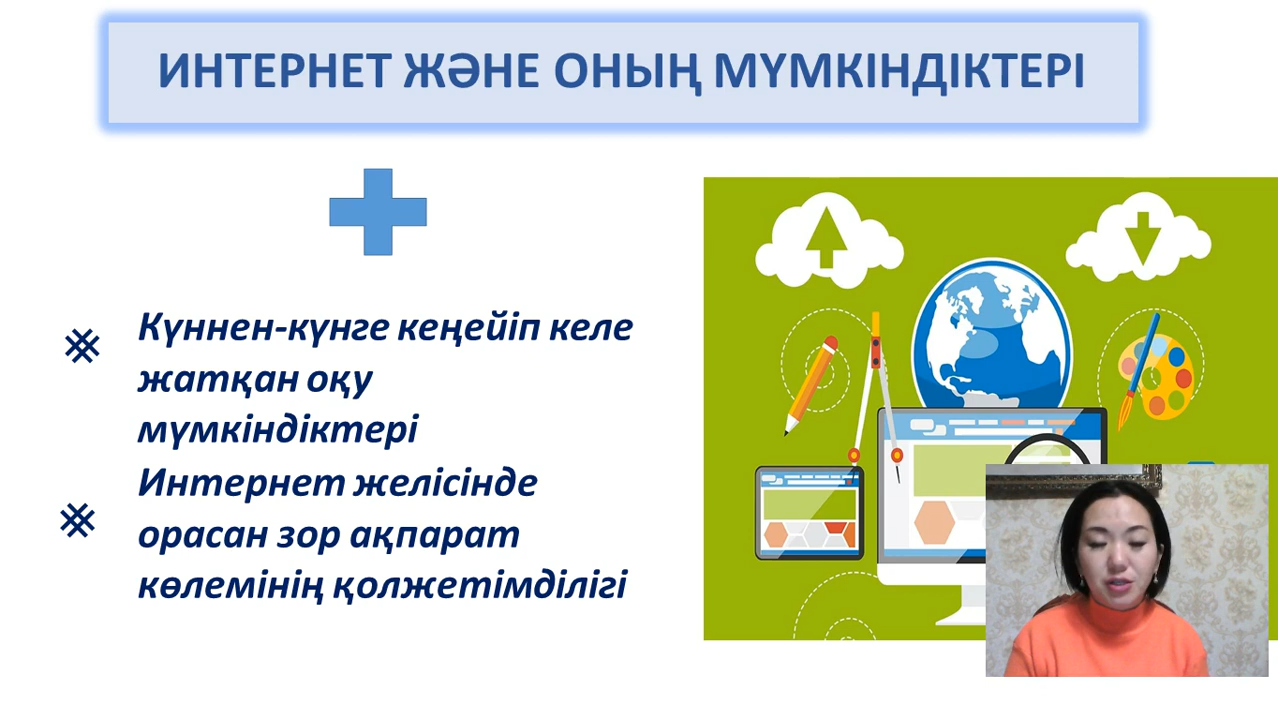 ИНТЕРНЕТ ЖӘНЕ ОНЫҢ МҮМКІНДІКТЕРІ
Күннен-күнге кеңейіп келе
жатқан оқу
мүмкіндіктері
Интернет желісінде
орасан зор ақпарат
көлемінің қолжетімділігі